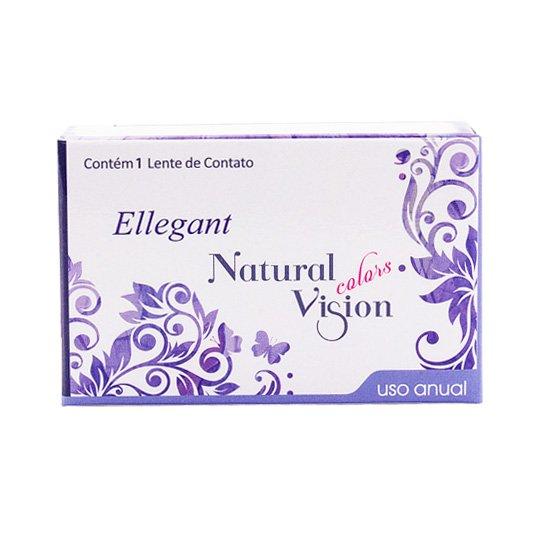 Contém 1 Lente de Contato
Ellegant
Natural
colors
Vision
uso anual